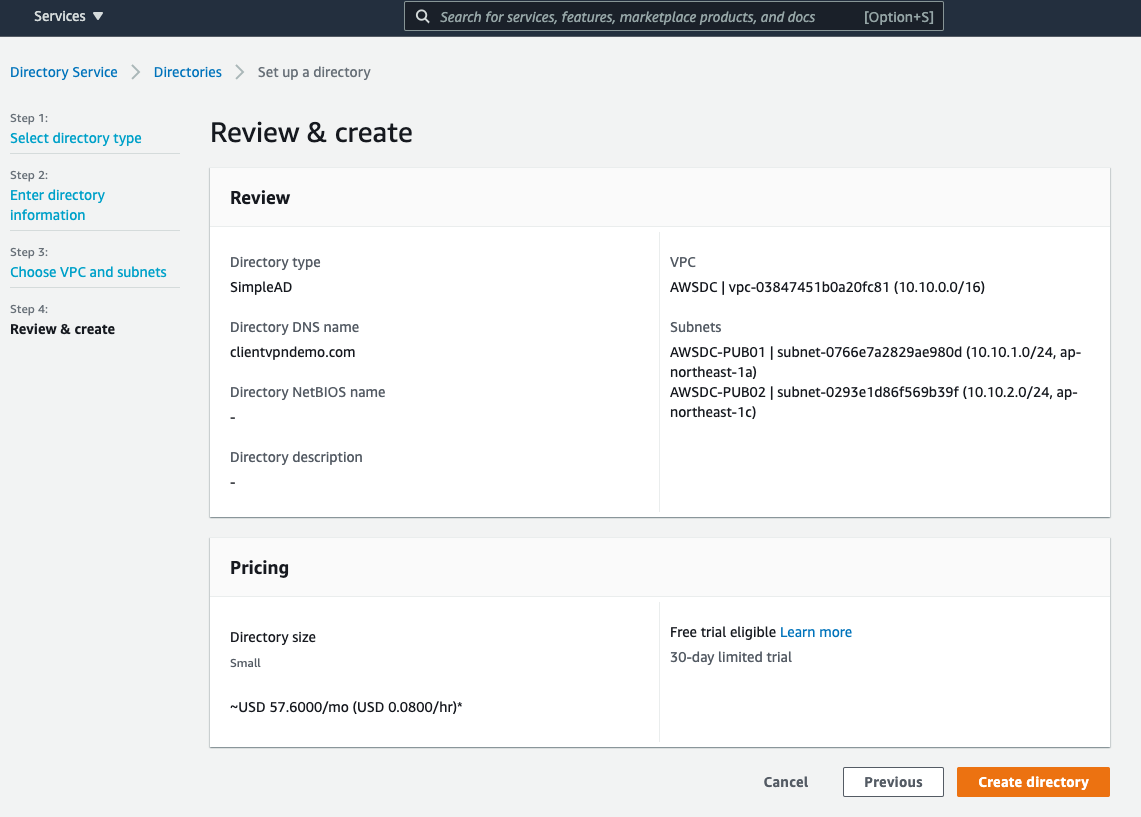 Services ▼
Search for services, features, marketplace products, and docs [Option+S]
Directory Service > Directories > Set up a directory
Step 1:
Select directory type
Step 2:
Enter directory
information
Step 3:
Choose VPC and subnets
Step 4:
Review & create
Review & create
Review
Directory type
SimpleAD
Directory DNS name
clientvpndemo.com
Directory NetBIOS name
-
Directory description
-
VPC
AWSDC | vpc-03847451b0a20fc81 (10.10.0.0/16)
Subnets
AWSDC-PUB01 | subnet-0766e7a2829ae980d (10.10.1.0/24, ap-
northeast-1a)
AWSDC-PUB02 | subnet-0293e1d86f569b39f (10.10.2.0/24, ap-
northeast-1c)
Pricing
Directory size
Small
~USD 57.6000/mo (USD 0.0800/hr)*
Free trial eligible Learn more
30-day limited trial
Cancel
Previous
Create directory